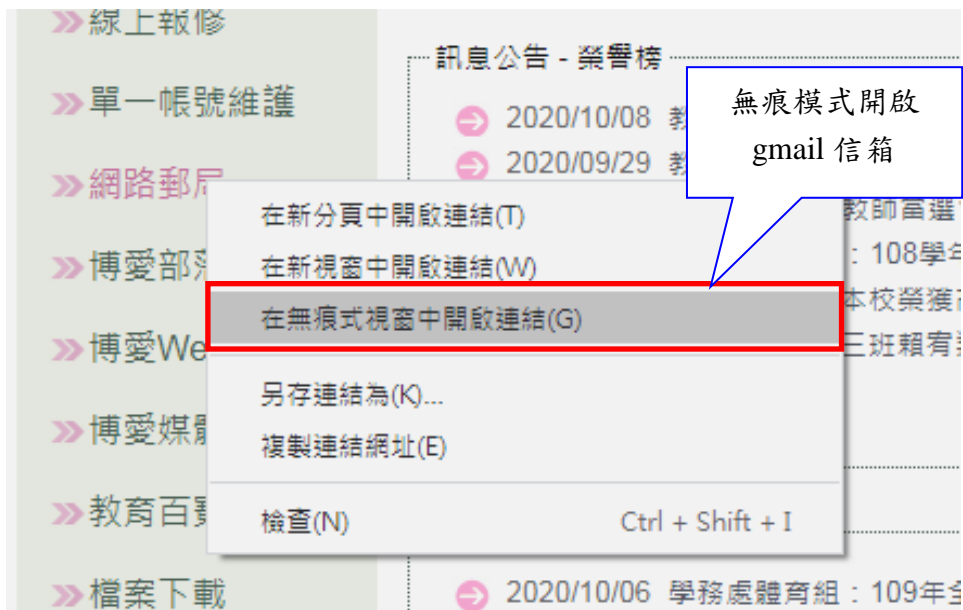 線上報修
單一帳號維護
網路郵局
博愛部落
博愛We
博愛媒體
教育百寶
檔案下載
訊息公告 - 榮譽榜
2020/10/08 教
2020/09/29 教
教師當選
：108學年
本校榮獲
三班賴宥
2020/10/06 學務處體育組：109年全
無痕模式開啟
gmail 信箱
在新分頁中開啟連結(T)
在新視窗中開啟連結(W)
在無痕式視窗中開啟連結(G)
另存連結為(K)...
複製連結網址(E)
檢查(N) Ctrl + Shift + I